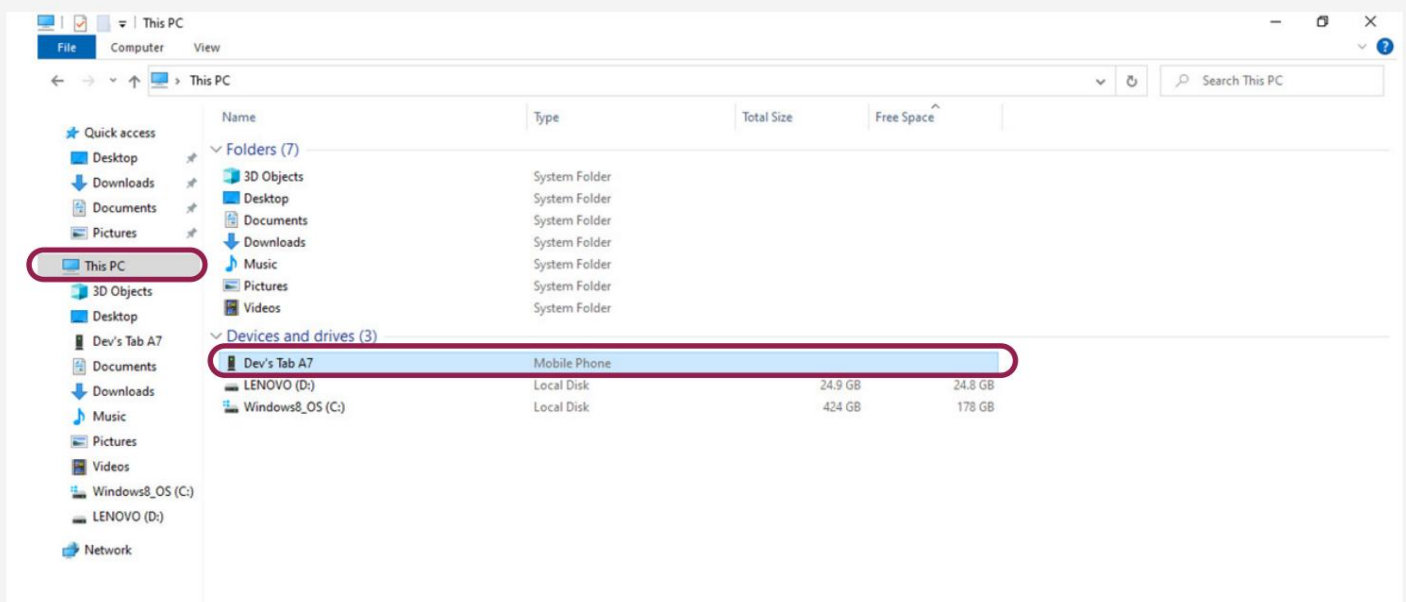 This PC
File Computer View
This PC
Search This PC
Name Type Total Size Free Space
Quick access
Desktop
Downloads
Documents
Pictures
This PC
3D Objects
Desktop
Dev's Tab A7
Documents
Downloads
Music
Pictures
Videos
Windows8_OS (C:)
LENOVO (D:)
Network
Folders (7)
3D Objects System Folder
Desktop System Folder
Documents System Folder
Downloads System Folder
Music System Folder
Pictures System Folder
Videos System Folder
Devices and drives (3)
Dev's Tab A7 Mobile Phone
LENOVO (D:) Local Disk 24.9 GB 24.8 GB
Windows8_OS (C:) Local Disk 424 GB 178 GB